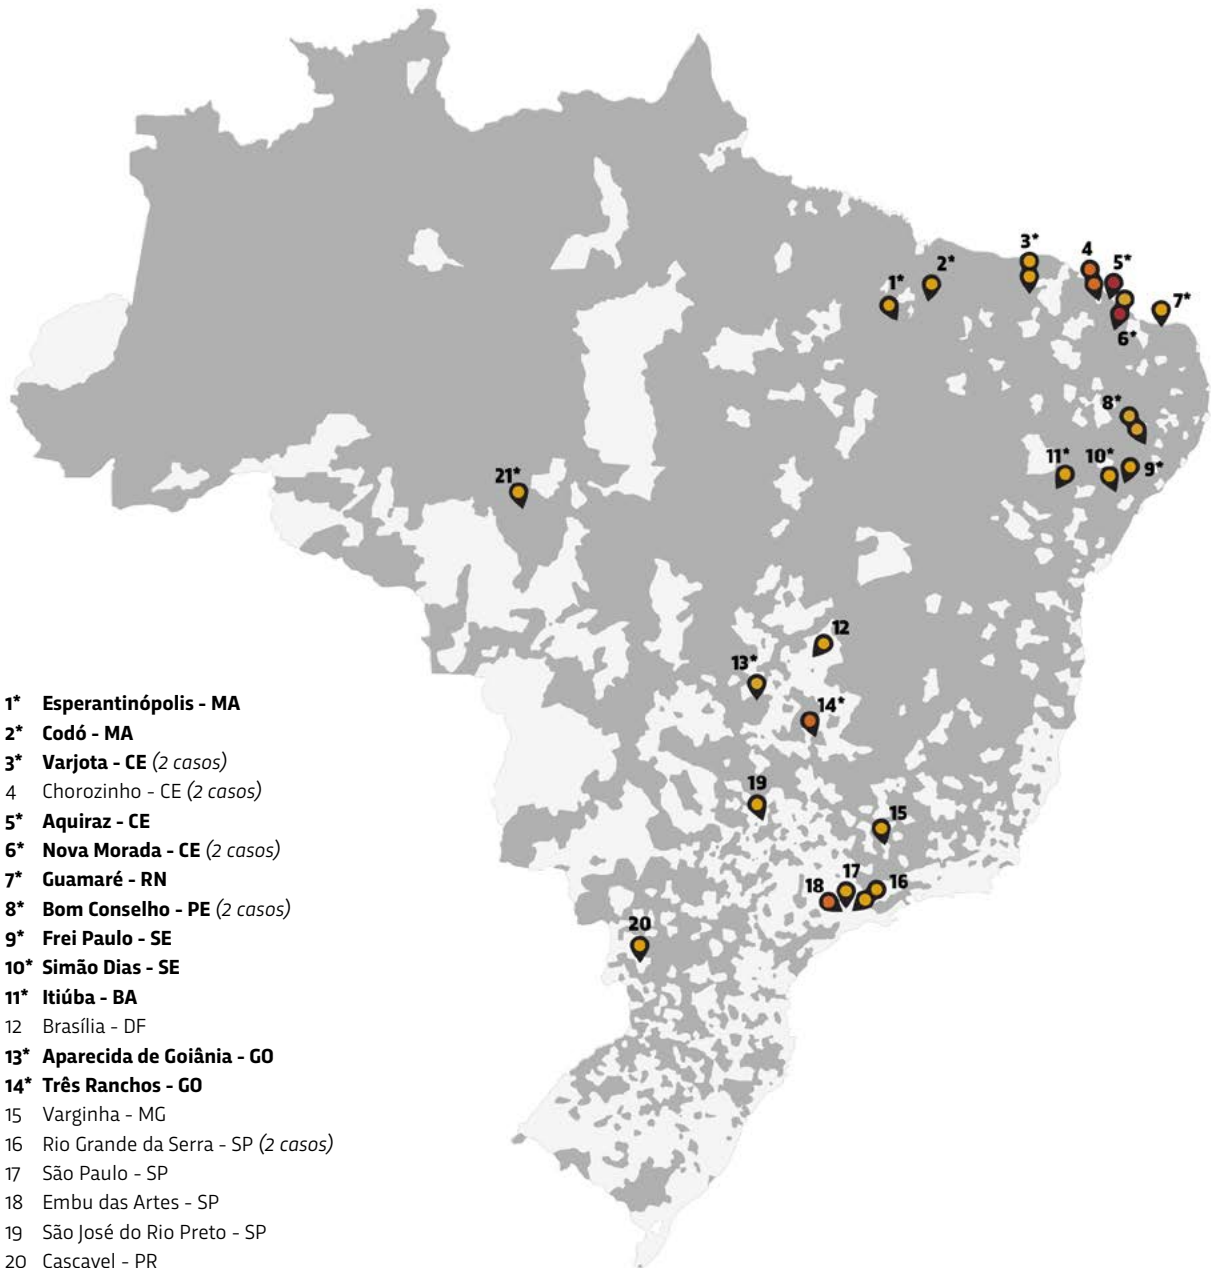 3*
4
5*
2*
1*
7*
6*
8*
11*
10*
9*
21*
12
13*
14*
19
15
17
18
16
20
1* Esperantinópolis - MA
2* Codó - MA
3* Varjota - CE (2 casos)
4 Chorozinho - CE (2 casos)
5* Aquiraz - CE
6* Nova Morada - CE (2 casos)
7* Guamaré - RN
8* Bom Conselho - PE (2 casos)
9* Frei Paulo - SE
10* Simão Dias - SE
11* Itiúba - BA
12 Brasília - DF
13* Aparecida de Goiânia - GO
14* Três Ranchos - GO
15 Varginha - MG
16 Rio Grande da Serra - SP (2 casos)
17 São Paulo - SP
18 Embu das Artes - SP
19 São José do Rio Preto - SP
20 Cascavel - PR